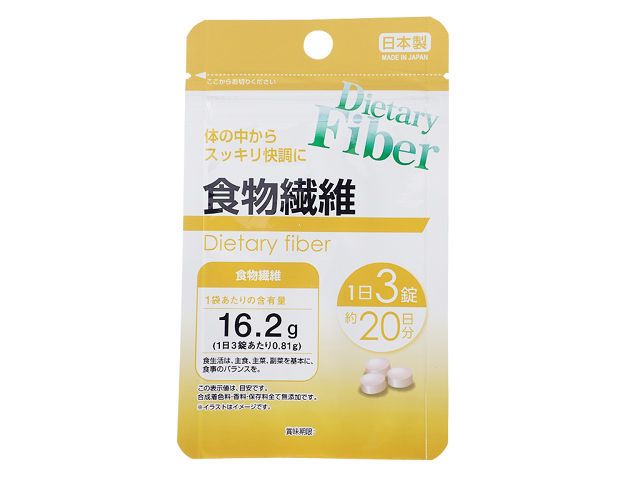 日本製
MADE IN JAPAN
ここからお切りください
Dietary
Fiber
体の中から
スッキリ快調に
食物繊維
Dietary fiber
食物繊維
1袋あたりの含有量
16.2g
(1日3錠あたり0.81g)
食生活は、主食、主菜、副菜を基本に、
食事のバランスを。
1日3錠
約20日分
この表示値は、目安です。
合成着色料・香料・保存料全て無添加です。
※イラストはイメージです。
賞味期限: